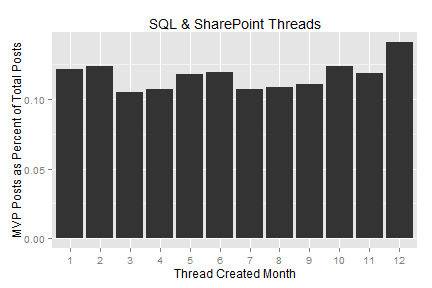 SQL & SharePoint Threads
MVP Posts as Percent of Total Posts
0.10
0.05
0.00
1 2 3 4 5 6 7 8 9 10 11 12
Thread Created Month